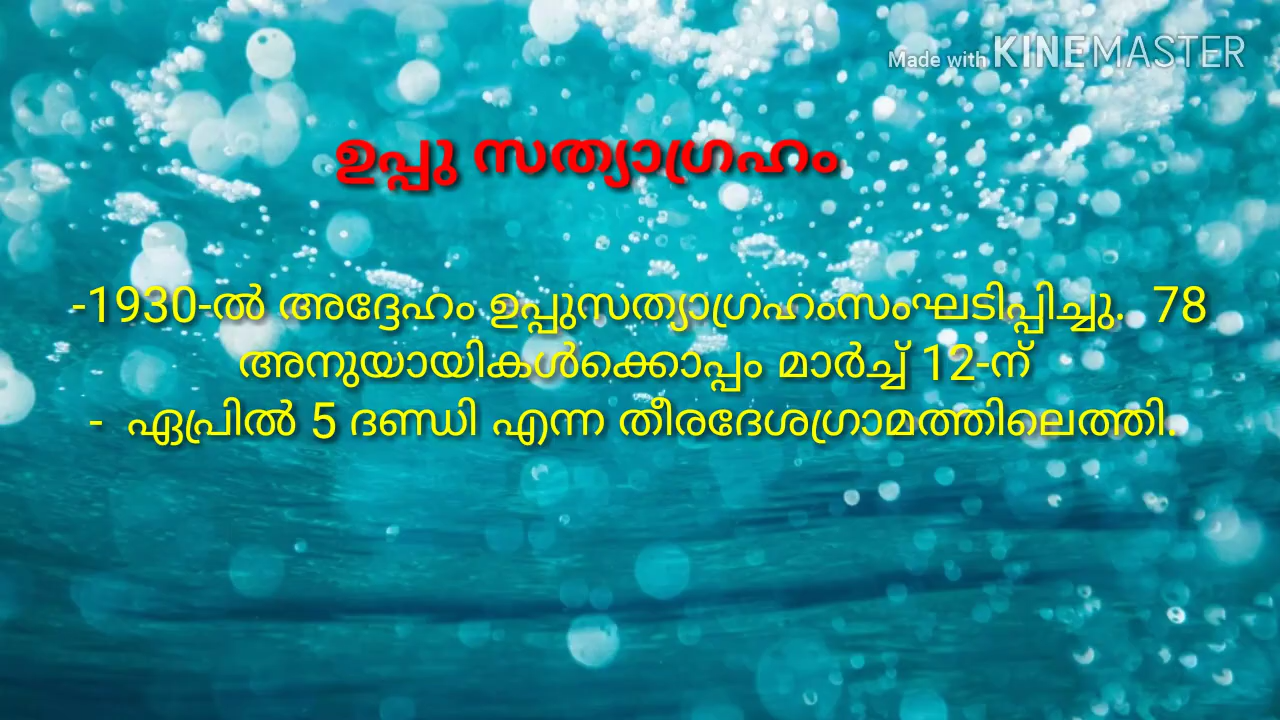 Made with KINEMASTER
ഉപ്പു സത്യാഗ്രഹം
-1930-ൽ അദ്ദേഹം ഉപ്പുസത്യാഗ്രഹംസംഘടിപ്പിച്ചു.  78
അനുയായികൾക്കൊപ്പം മാർച്ച് 12-ന്
-  ഏപ്രിൽ 5 ദണ്ഡി എന്ന തീരദേശഗ്രാമത്തിലെത്തി.